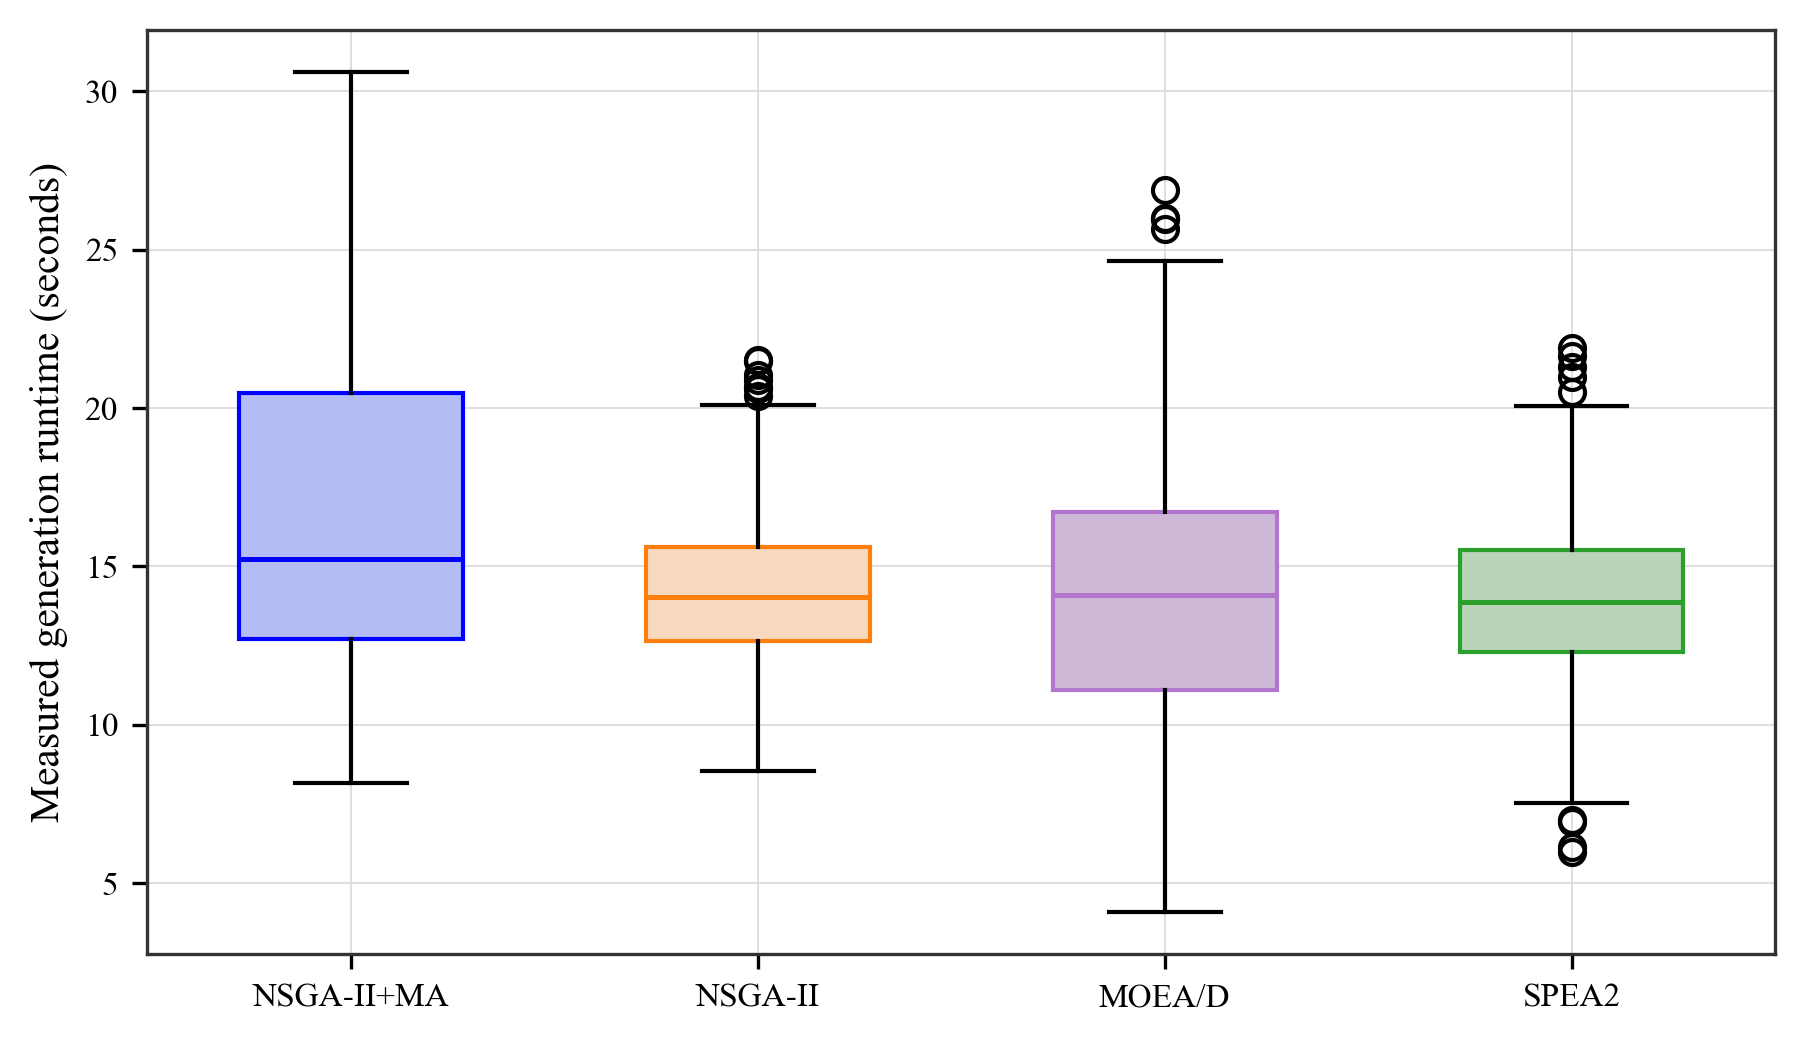 Measured generation runtime (seconds)
30
25
20
15
10
5
NSGA-II+MA
NSGA-II
MOEA/D
SPEA2